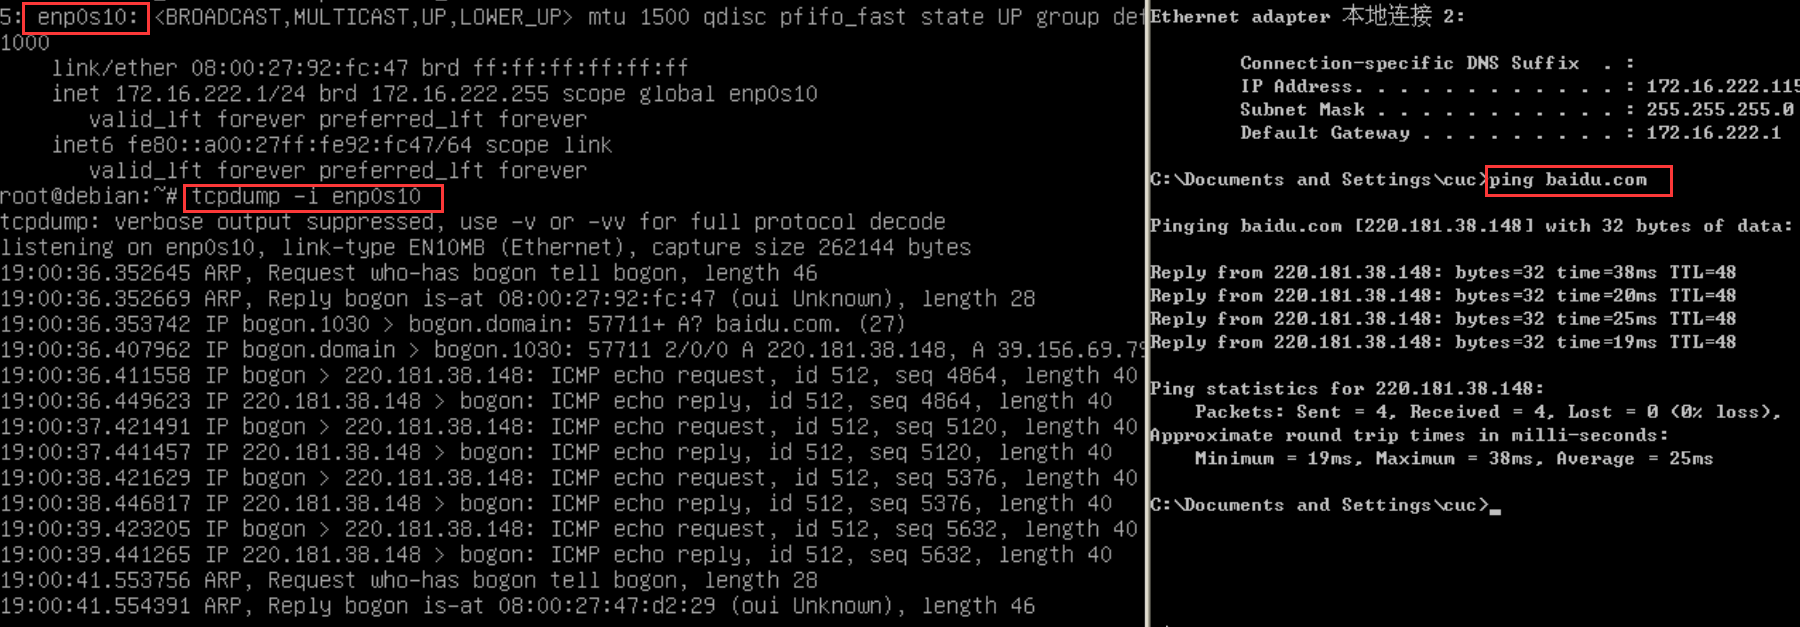 5: enp0s10: <BROADCAST,MULTICAST,UP,LOWER_UP> mtu 1500 qdisc pfifo_fast state UP group def
1000
link/ether 08:00:27:92:fc:47 brd ff:ff:ff:ff:ff:ff
inet 172.16.222.1/24 brd 172.16.222.255 scope global enp0s10
valid_lft forever preferred_lft forever
inet6 fe80::a00:27ff:fe92:fc47/64 scope link
valid_lft forever preferred_lft forever
root@debian:~# tcpdump -i enp0s10
tcpdump: verbose output suppressed, use -v or -vv for full protocol decode
listening on enp0s10, link-type EN10MB (Ethernet), capture size 262144 bytes
19:00:36.352645 ARP, Request who-has bogon tell bogon, length 46
19:00:36.352669 ARP, Reply bogon is-at 08:00:27:92:fc:47 (oui Unknown), length 28
19:00:36.353742 IP bogon.1030 > bogon.domain: 57711+ A? baidu.com. (27)
19:00:36.407962 IP bogon.domain > bogon.1030: 57711 2/0/0 A 220.181.38.148, A 39.156.69.79
19:00:36.411558 IP bogon > 220.181.38.148: ICMP echo request, id 512, seq 4864, length 40
19:00:36.449623 IP 220.181.38.148 > bogon: ICMP echo reply, id 512, seq 4864, length 40
19:00:37.421491 IP bogon > 220.181.38.148: ICMP echo request, id 512, seq 5120, length 40
19:00:37.441457 IP 220.181.38.148 > bogon: ICMP echo reply, id 512, seq 5120, length 40
19:00:38.421629 IP bogon > 220.181.38.148: ICMP echo request, id 512, seq 5376, length 40
19:00:38.446817 IP 220.181.38.148 > bogon: ICMP echo reply, id 512, seq 5376, length 40
19:00:39.423205 IP bogon > 220.181.38.148: ICMP echo request, id 512, seq 5632, length 40
19:00:39.441265 IP 220.181.38.148 > bogon: ICMP echo reply, id 512, seq 5632, length 40
19:00:41.553756 ARP, Request who-has bogon tell bogon, length 28
19:00:41.554391 ARP, Reply bogon is-at 08:00:27:47:d2:29 (oui Unknown), length 46
Ethernet adapter 本地连接 2:
Connection-specific DNS Suffix . :
IP Address. . . . . . . . . . . . : 172.16.222.115
Subnet Mask . . . . . . . . . . . : 255.255.255.0
Default Gateway . . . . . . . . . : 172.16.222.1
C:\Documents and Settings\cuc>ping baidu.com
Pinging baidu.com [220.181.38.148] with 32 bytes of data:
Reply from 220.181.38.148: bytes=32 time=38ms TTL=48
Reply from 220.181.38.148: bytes=32 time=20ms TTL=48
Reply from 220.181.38.148: bytes=32 time=25ms TTL=48
Reply from 220.181.38.148: bytes=32 time=19ms TTL=48
Ping statistics for 220.181.38.148:
Packets: Sent = 4, Received = 4, Lost = 0 (0% loss),
Approximate round trip times in milli-seconds:
Minimum = 19ms, Maximum = 38ms, Average = 25ms
C:\Documents and Settings\cuc>_